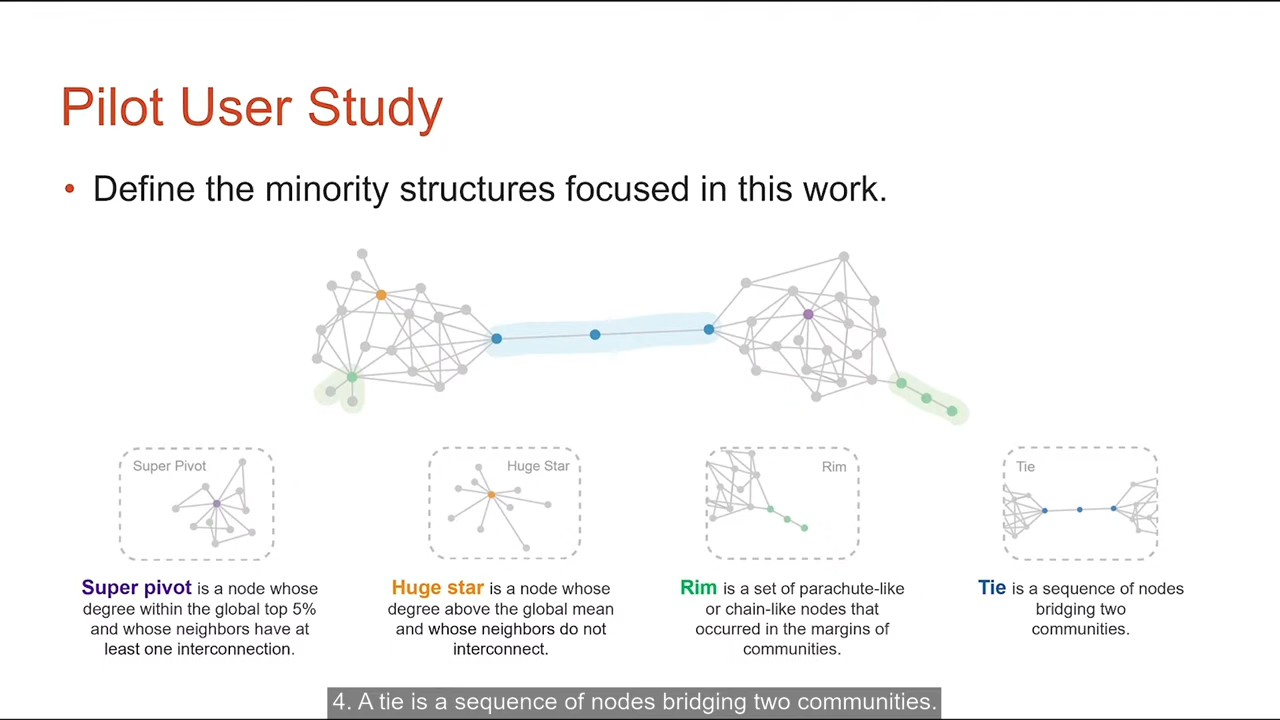 Pilot User Study
• Define the minority structures focused in this work.
Super Pivot
Huge Star
Rim
Tie
Super pivot is a node whose
degree within the global top 5%
and whose neighbors have at
least one interconnection.
Huge star is a node whose
degree above the global mean
and whose neighbors do not
interconnect.
Rim is a set of parachute-like
or chain-like nodes that
occurred in the margins of
communities.
Tie is a sequence of nodes
bridging two
communities.
4. A tie is a sequence of nodes bridging two communities.